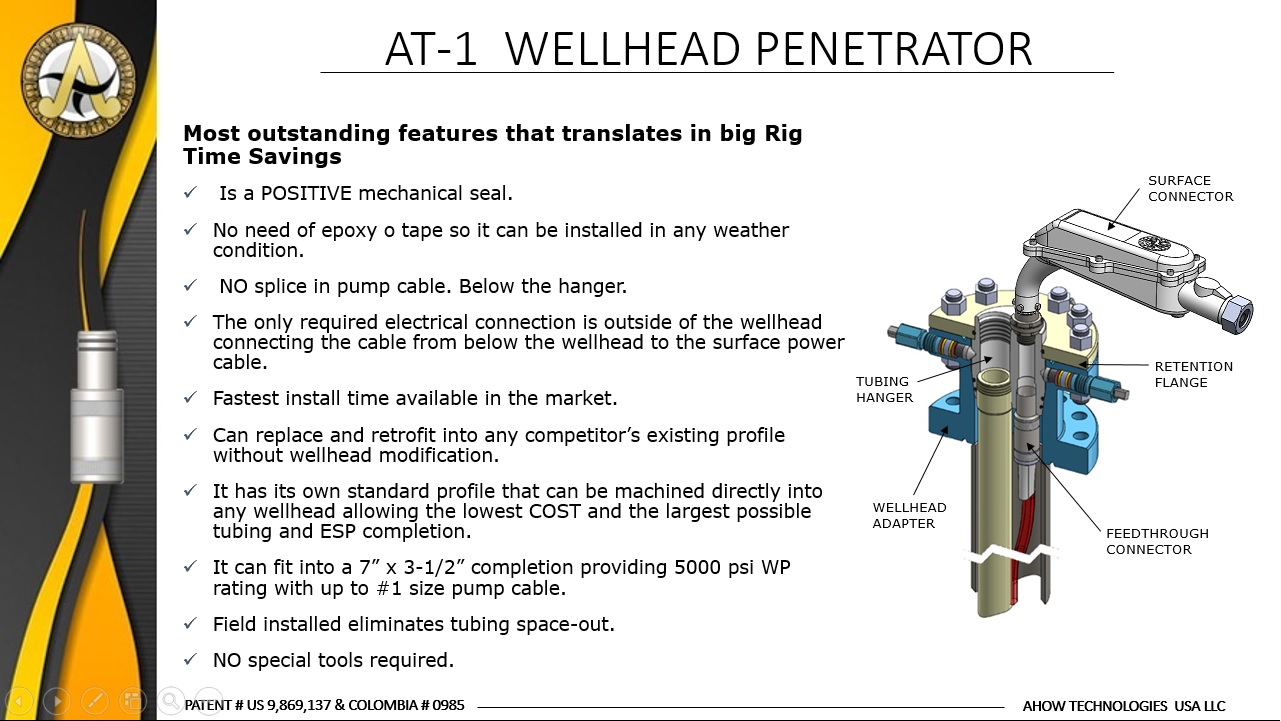 AT-1 WELLHEAD PENETRATOR
Most outstanding features that translates in big Rig
Time Savings
✓ Is a POSITIVE mechanical seal.
✓ No need of epoxy o tape so it can be installed in any weather
condition.
✓ NO splice in pump cable. Below the hanger.
✓ The only required electrical connection is outside of the wellhead
connecting the cable from below the wellhead to the surface power
cable.
✓ Fastest install time available in the market.
✓ Can replace and retrofit into any competitor’s existing profile
without wellhead modification.
✓ It has its own standard profile that can be machined directly into
any wellhead allowing the lowest COST and the largest possible
tubing and ESP completion.
✓ It can fit into a 7” x 3-1/2” completion providing 5000 psi WP
rating with up to #1 size pump cable.
✓ Field installed eliminates tubing space-out.
✓ NO special tools required.
SURFACE
CONNECTOR
RETENTION
FLANGE
TUBING
HANGER
WELLHEAD
ADAPTER
FEEDTHROUGH
CONNECTOR
PATENT # US 9,869,137 & COLOMBIA # 0985
AHOW TECHNOLOGIES USA LLC